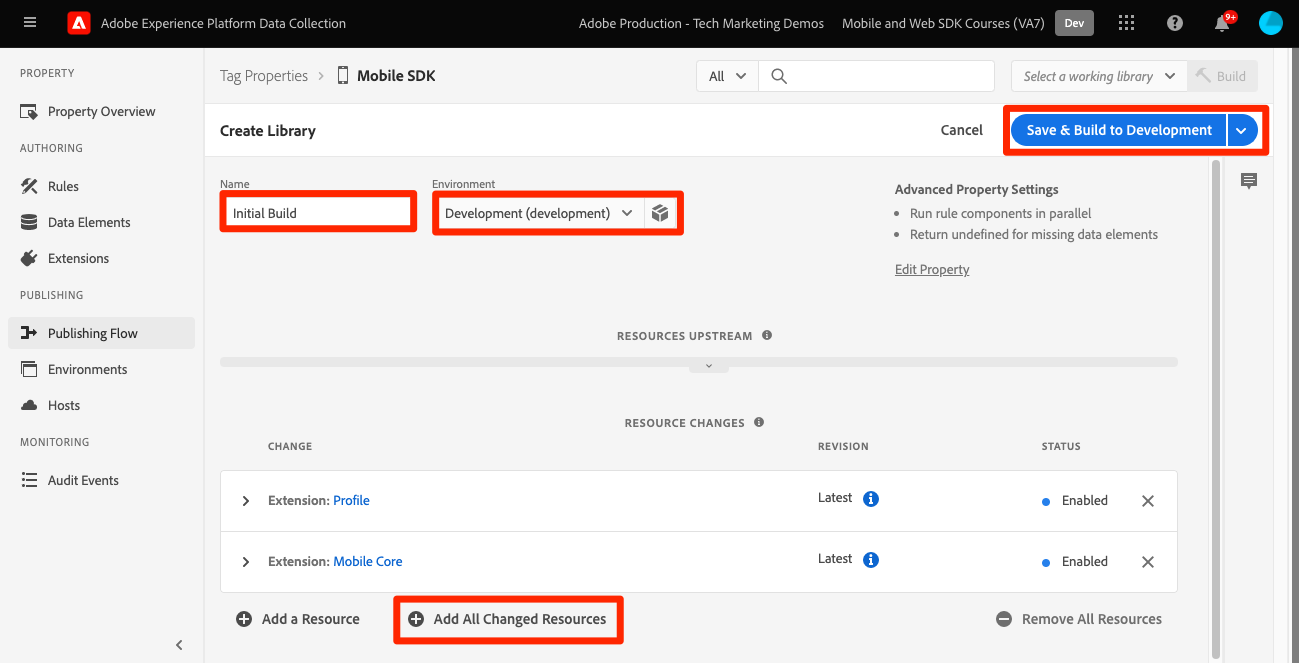 Adobe Experience Platform Data Collection
Adobe Production - Tech Marketing Demos
Mobile and Web SDK Courses (VA7)
Dev
9+
PROPERTY
Property Overview
AUTHORING
Rules
Data Elements
Extensions
PUBLISHING
Publishing Flow
Environments
Hosts
MONITORING
Audit Events
Tag Properties
Mobile SDK
All
Select a working library
Build
Create Library
Cancel
Save & Build to Development
Name
Initial Build
Environment
Development (development)
Advanced Property Settings
• Run rule components in parallel
• Return undefined for missing data elements
Edit Property
RESOURCES UPSTREAM
RESOURCE CHANGES
CHANGE REVISION STATUS
Extension: Profile Latest Enabled
Extension: Mobile Core Latest Enabled
Add a Resource
Add All Changed Resources
Remove All Resources